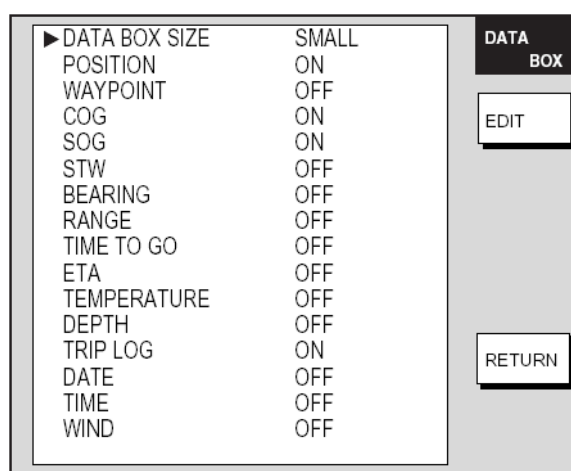 ▶DATA BOX SIZE SMALL
POSITION ON
WAYPOINT OFF
COG ON
SOG ON
STW OFF
BEARING OFF
RANGE OFF
TIME TO GO OFF
ETA OFF
TEMPERATURE OFF
DEPTH OFF
TRIP LOG ON
DATE OFF
TIME OFF
WIND OFF
DATA
BOX
EDIT
RETURN